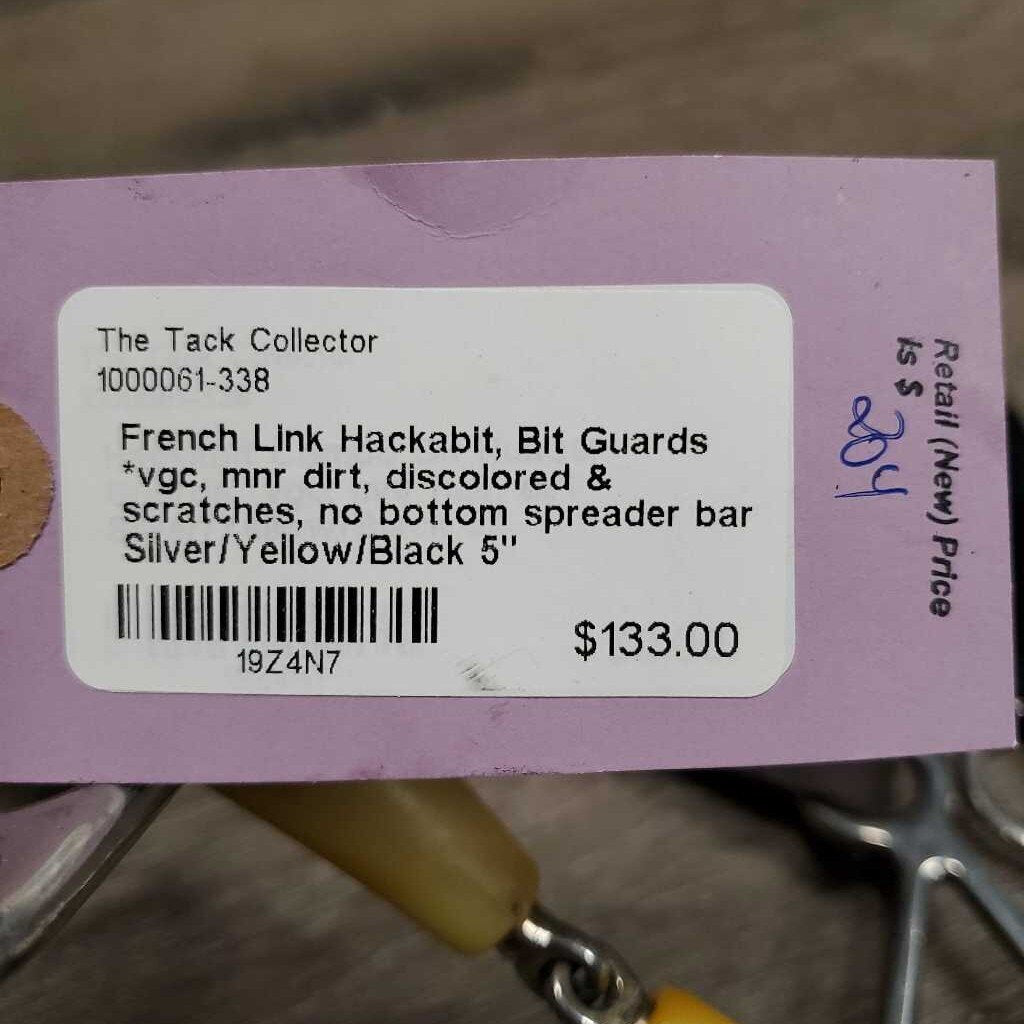 The Tack Collector
1000061-338
French Link Hackabit, Bit Guards
*vgc, mnr dirt, discolored &
scratches, no bottom spreader bar
Silver/Yellow/Black 5"
19Z4N7
$133.00
Retail (New) Price
is $ 204